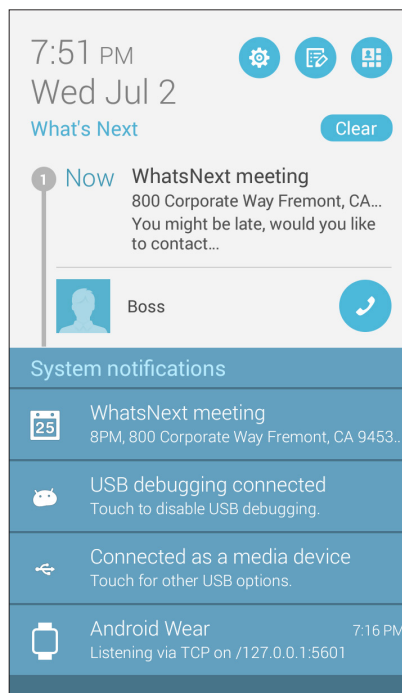 7:51 PM
Wed Jul 2
What's Next
Clear
1
Now
WhatsNext meeting
800 Corporate Way Fremont, CA...
You might be late, would you like
to contact...
Boss
System notifications
25
WhatsNext meeting
8PM, 800 Corporate Way Fremont, CA 9453..
USB debugging connected
Touch to disable USB debugging.
Connected as a media device
Touch for other USB options.
Android Wear
7:16 PM
Listening via TCP on /127.0.0.1:5601